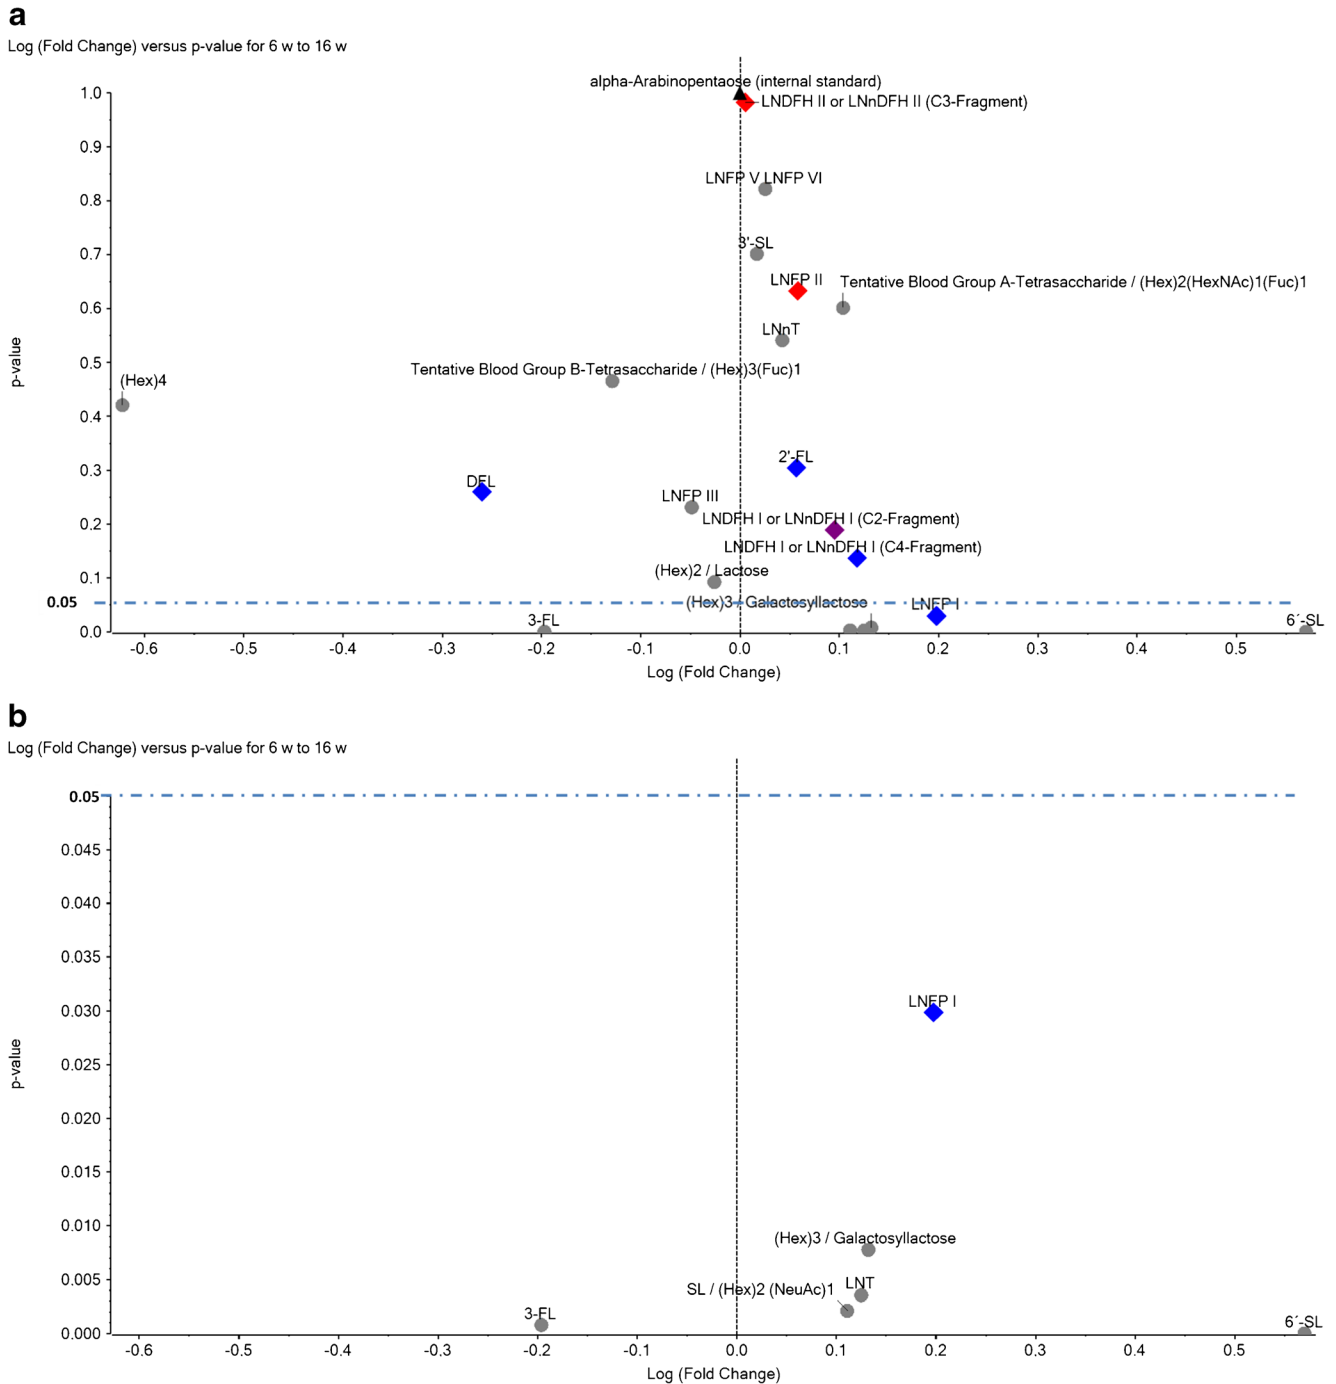 a
Log (Fold Change) versus p-value for 6 w to 16 w
alpha-Arabinopentaose (internal standard)
1.0
LNDFH II or LNnDFH II (C3-Fragment)
0.9
LNFP V LNFP VI
0.8
3'-SL
0.7
LNFP II
Tentative Blood Group A-Tetrasaccharide / (Hex)2(HexNAc)1(Fuc)1
0.6
LNnT
p-value
0.5
Tentative Blood Group B-Tetrasaccharide / (Hex)3(Fuc)1
(Hex)4
0.4
2'-FL
0.3
DFL
LNFP III
LNDFH I or LNnDFH I (C2-Fragment)
0.2
LNDFH I or LNnDFH I (C4-Fragment)
(Hex)2 / Lactose
0.1
0.05
(Hex)3 / Galactosyllactose
LNFP I
3-FL
6´-SL
0.0
-0.6 -0.5 -0.4 -0.3 -0.2 -0.1 0.0 0.1 0.2 0.3 0.4 0.5
Log (Fold Change)
b
Log (Fold Change) versus p-value for 6 w to 16 w
0.05
0.045
0.040
0.035
LNFP I
0.030
p-value
0.025
0.020
0.015
0.010
(Hex)3 / Galactosyllactose
0.005
LNT
SL / (Hex)2 (NeuAc)1
3-FL
6´-SL
0.000
-0.6 -0.5 -0.4 -0.3 -0.2 -0.1 0.0 0.1 0.2 0.3 0.4 0.5
Log (Fold Change)